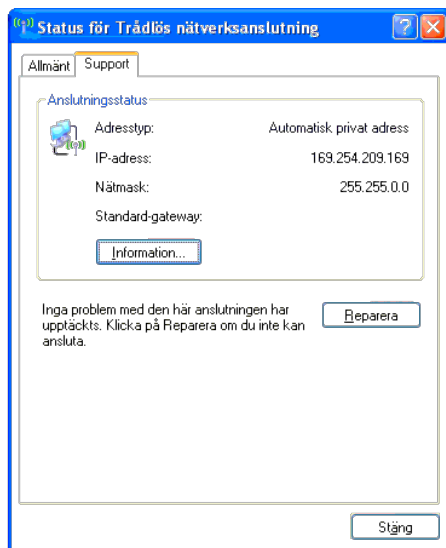 Status för Trådlös nätverksanslutning
Allmänt Support
Anslutningsstatus
Adresstyp: Automatisk privat adress
IP-adress: 169.254.209.169
Nätmask: 255.255.0.0
Standard-gateway:
Information...
Inga problem med den här anslutningen har
upptäckts. Klicka på Reparera om du inte kan
ansluta.
Reparera
Stäng